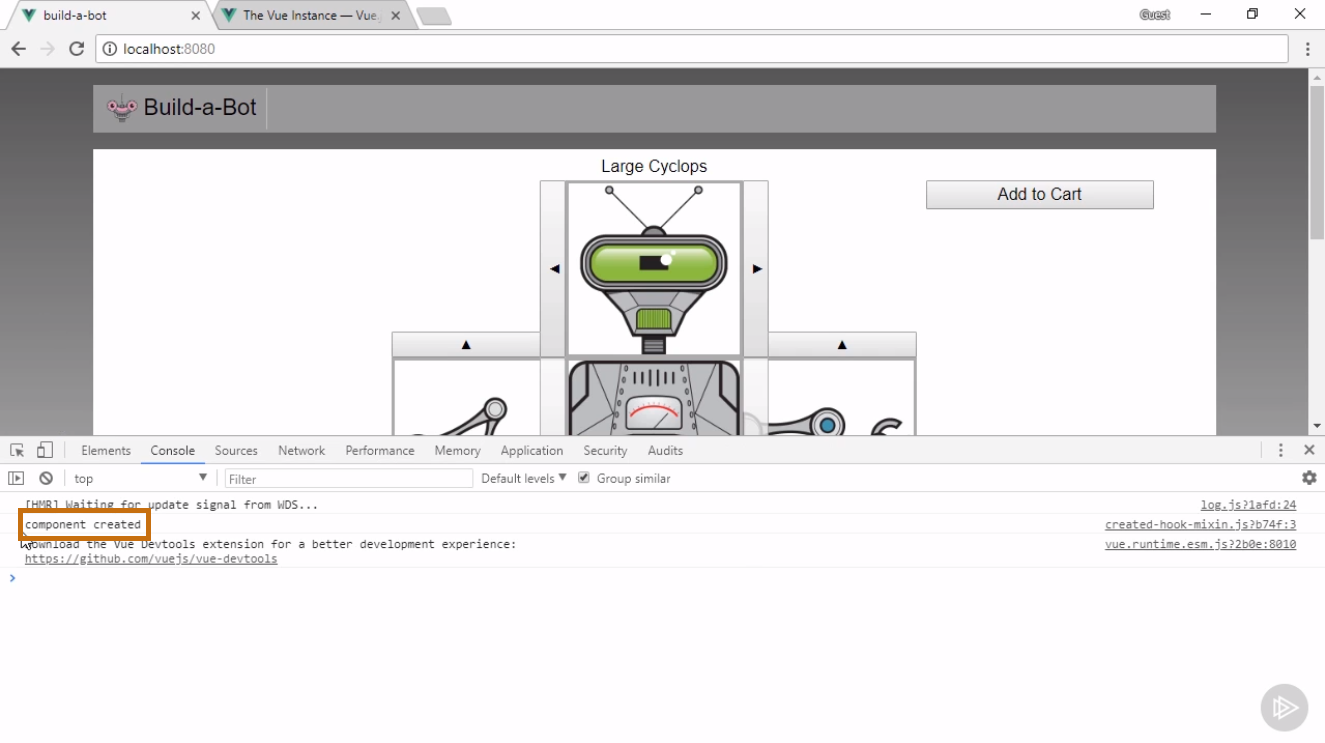 build-a-bot
The Vue Instance — Vue.
Guest
localhost:8080
Build-a-Bot
Large Cyclops
Add to Cart
Elements Console Sources Network Performance Memory Application Security Audits
top Filter Default levels Group similar
[HMR] Waiting for update signal from WDS... log.js?1afd:24
component created created-hook-mixin.js?b74f:3
Download the Vue Devtools extension for a better development experience: vue.runtime.esm.js?2b0e:8010
https://github.com/vuejs/vue-devtools